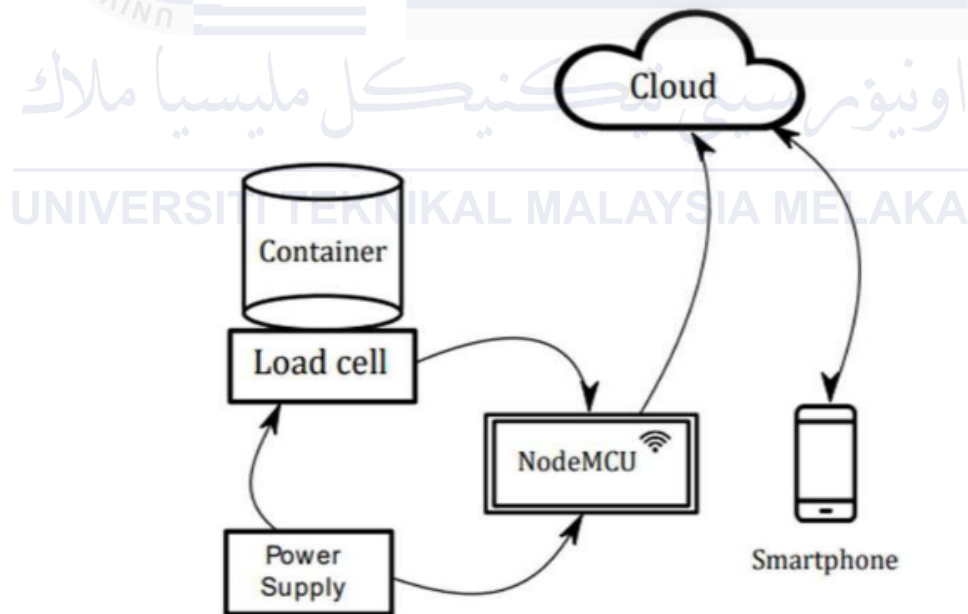 Cloud
اونيۏرسيتي تيكنيكل مليسيا ملاك
UNIVERSITI TEKNIKAL MALAYSIA MELAKA
Container
Load cell
NodeMCU
Power
Supply
Smartphone